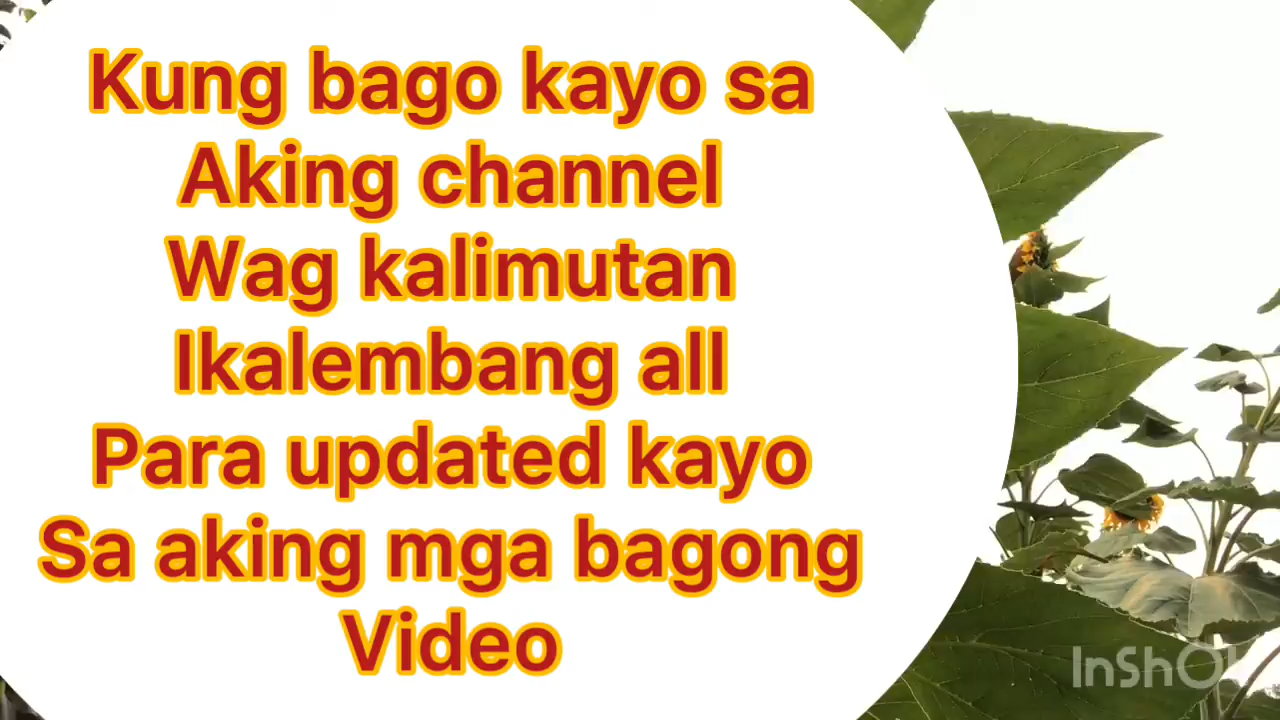 Kung bago kayo sa
Aking channel
Wag kalimutan
Ikalembang all
Para updated kayo
Sa aking mga bagong
Video